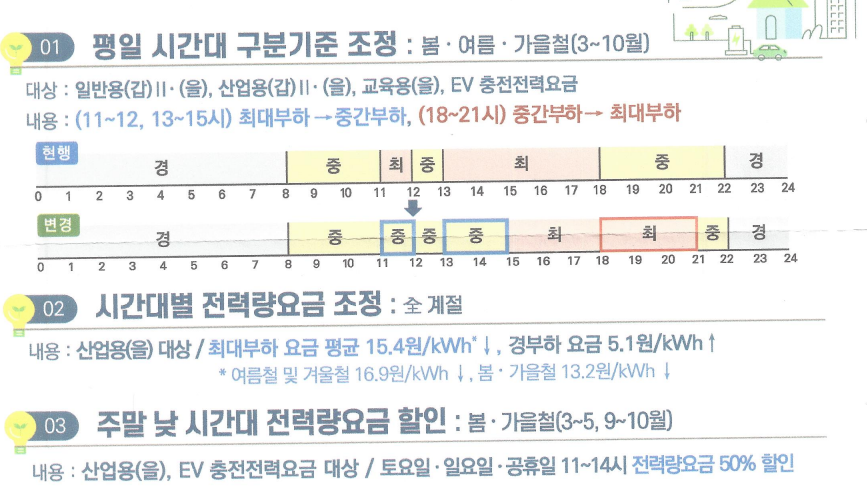 01 평일 시간대 구분기준 조정 : 봄·여름·가을철(3~10월)
대상 : 일반용(갑)Ⅱ·(을), 산업용(갑)Ⅱ·(을), 교육용(을), EV 충전전력요금
내용 : (11~12, 13~15시) 최대부하→중간부하, (18~21시) 중간부하→ 최대부하
현행
경 중 최 중 최 중 경
0 1 2 3 4 5 6 7 8 9 10 11 12 13 14 15 16 17 18 19 20 21 22 23 24
변경
경 중 중 중 중 최 최 중 경
0 1 2 3 4 5 6 7 8 9 10 11 12 13 14 15 16 17 18 19 20 21 22 23 24
02 시간대별 전력량요금 조정 : 全 계절
내용 : 산업용(을) 대상 / 최대부하 요금 평균 15.4원/kWh* ↓, 경부하 요금 5.1원/kWh ↑
* 여름철 및 겨울철 16.9원/kWh ↓, 봄·가을철 13.2원/kWh ↓
03 주말 낮 시간대 전력량요금 할인 : 봄·가을철(3~5, 9~10월)
내용 : 산업용(을), EV 충전전력요금 대상 / 토요일·일요일·공휴일 11~14시 전력량요금 50% 할인